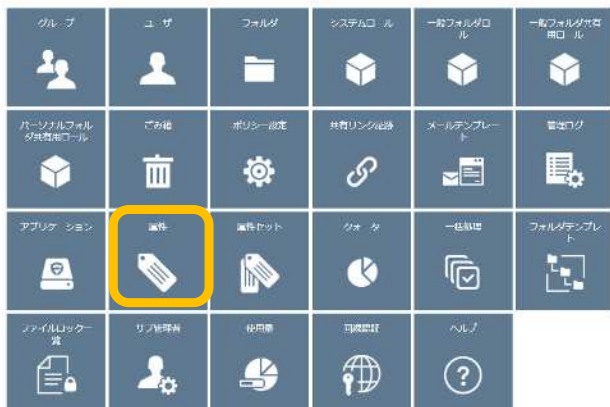 グループ
ユーザ
フォルダ
システムロール
一般フォルダロ
ール
一般フォルダ共有
用ロール
パーソナルフォル
ダ共有用ロール
ごみ箱
ポリシー設定
共有リンク記録
メールテンプレー
ト
管理ログ
アプリケーション
属性
属性セット
クォータ
一括処理
フォルダテンプレ
ート
ファイルロック一
覧
サブ管理者
使用量
回線認証
ヘルプ